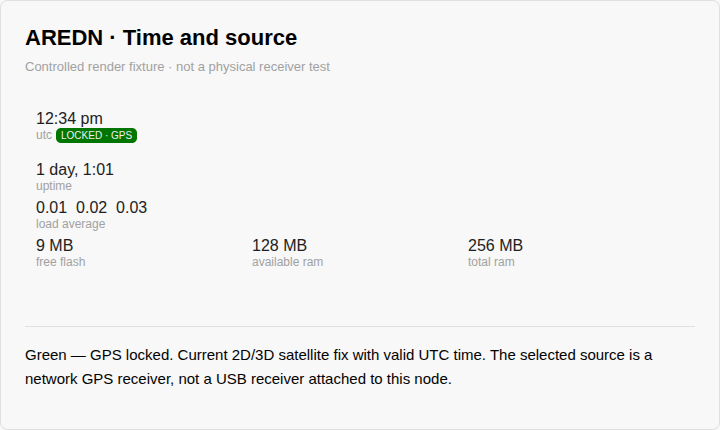 AREDN · Time and source
Controlled render fixture · not a physical receiver test
12:34 pm
utc LOCKED · GPS
1 day, 1:01
uptime
0.01 0.02 0.03
load average
9 MB 128 MB 256 MB
free flash available ram total ram
Green — GPS locked. Current 2D/3D satellite fix with valid UTC time. The selected source is a
network GPS receiver, not a USB receiver attached to this node.